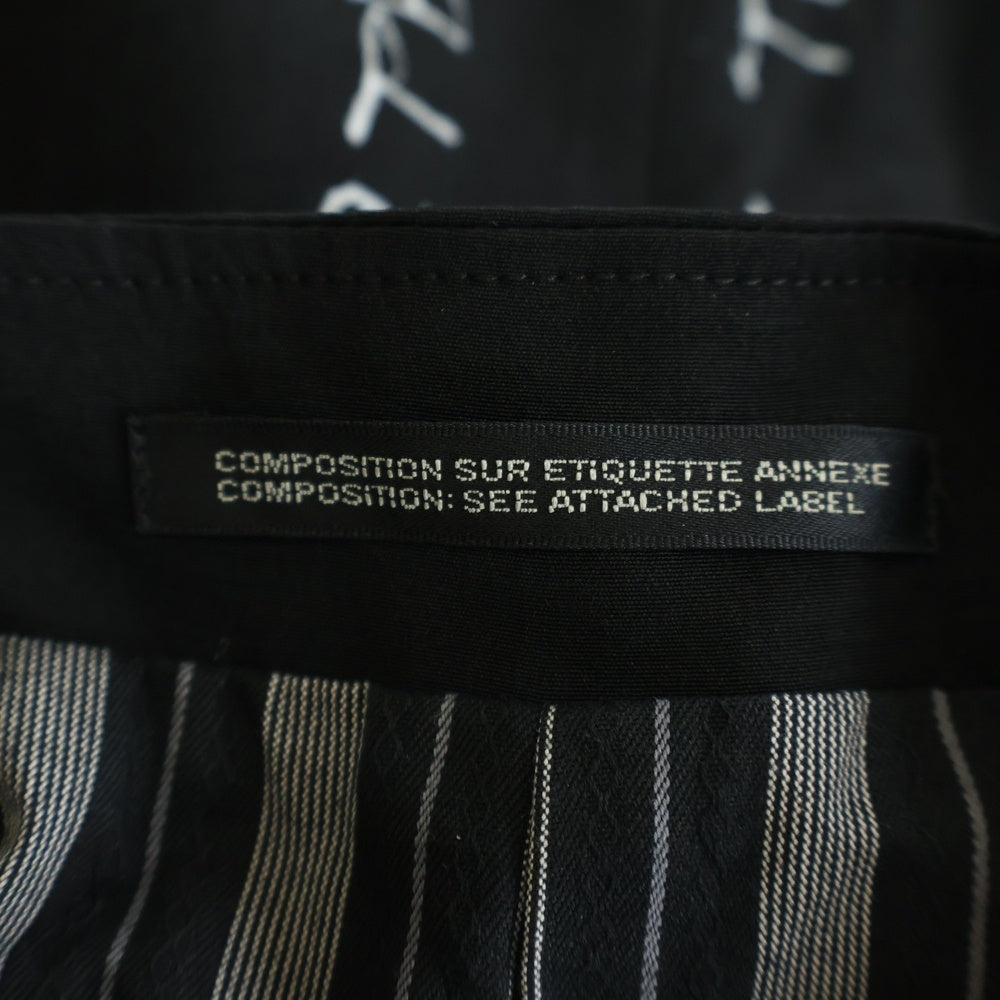 COMPOSITION SUR ETIQUETTE ANNEXE
COMPOSITION: SEE ATTACHED LABEL